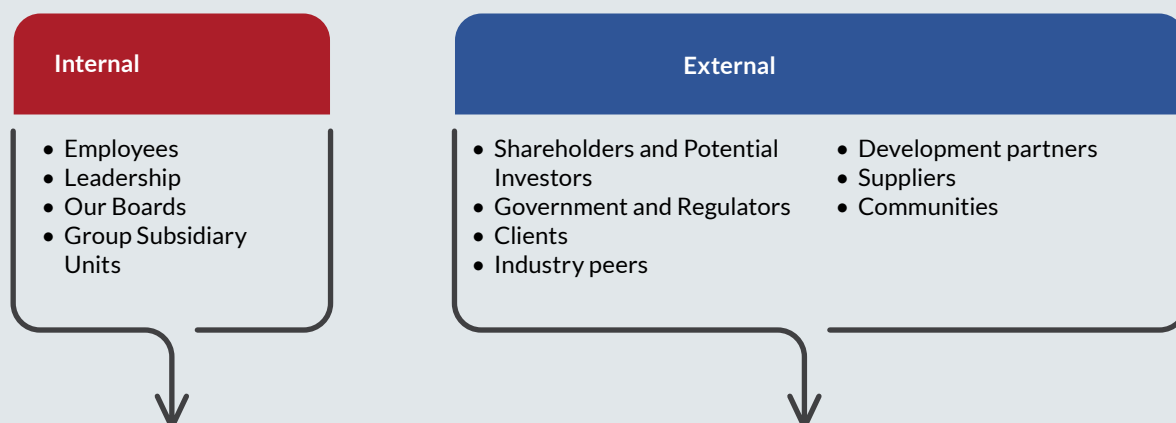 Internal
• Employees
• Leadership
• Our Boards
• Group Subsidiary
Units
External
• Shareholders and Potential
Investors
• Government and Regulators
• Clients
• Industry peers
• Development partners
• Suppliers
• Communities